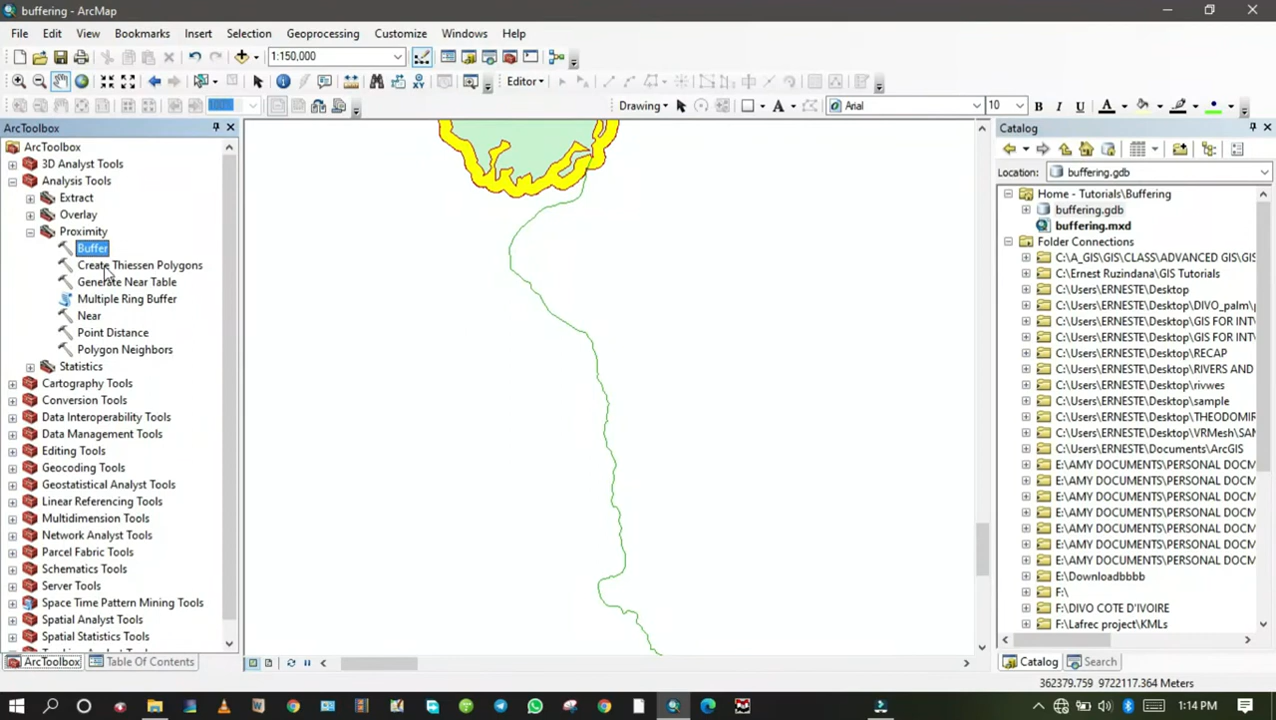 buffering - ArcMap
File Edit View Bookmarks Insert Selection Geoprocessing Customize Windows Help
1:150,000
Editor
100%
Drawing A Arial 10 B I U A
ArcToolbox
ArcToolbox
3D Analyst Tools
Analysis Tools
Extract
Overlay
Proximity
Buffer
Create Thiessen Polygons
Generate Near Table
Multiple Ring Buffer
Near
Point Distance
Polygon Neighbors
Statistics
Cartography Tools
Conversion Tools
Data Interoperability Tools
Data Management Tools
Editing Tools
Geocoding Tools
Geostatistical Analyst Tools
Linear Referencing Tools
Multidimension Tools
Network Analyst Tools
Parcel Fabric Tools
Schematics Tools
Server Tools
Space Time Pattern Mining Tools
Spatial Analyst Tools
Spatial Statistics Tools
ArcToolbox Table Of Contents
Catalog
Location: buffering.gdb
Home - Tutorials\Buffering
buffering.gdb
buffering.mxd
Folder Connections
C:\A_GIS\GIS\CLASS\ADVANCED GIS\GIS
C:\Ernest Ruzindana\GIS Tutorials
C:\Users\ERNESTE\Desktop
C:\Users\ERNESTE\Desktop\DIVO_palm\
C:\Users\ERNESTE\Desktop\GIS FOR INT
C:\Users\ERNESTE\Desktop\GIS FOR INT
C:\Users\ERNESTE\Desktop\RECAP
C:\Users\ERNESTE\Desktop\RIVERS AND
C:\Users\ERNESTE\Desktop\rivwes
C:\Users\ERNESTE\Desktop\sample
C:\Users\ERNESTE\Desktop\THEODOMIR
C:\Users\ERNESTE\Desktop\VRMesh\SAN
C:\Users\ERNESTE\Documents\ArcGIS
E:\AMY DOCUMENTS\PERSONAL DOCM
E:\AMY DOCUMENTS\PERSONAL DOCM
E:\AMY DOCUMENTS\PERSONAL DOCM
E:\AMY DOCUMENTS\PERSONAL DOCM
E:\AMY DOCUMENTS\PERSONAL DOCM
E:\AMY DOCUMENTS\PERSONAL DOCM
E:\AMY DOCUMENTS\PERSONAL DOCM
E:\Downloadbbbb
F:\
F:\DIVO COTE D'IVOIRE
F:\Lafrec project\KMLs
Catalog Search
362379.759 9722117.364 Meters
1:14 PM